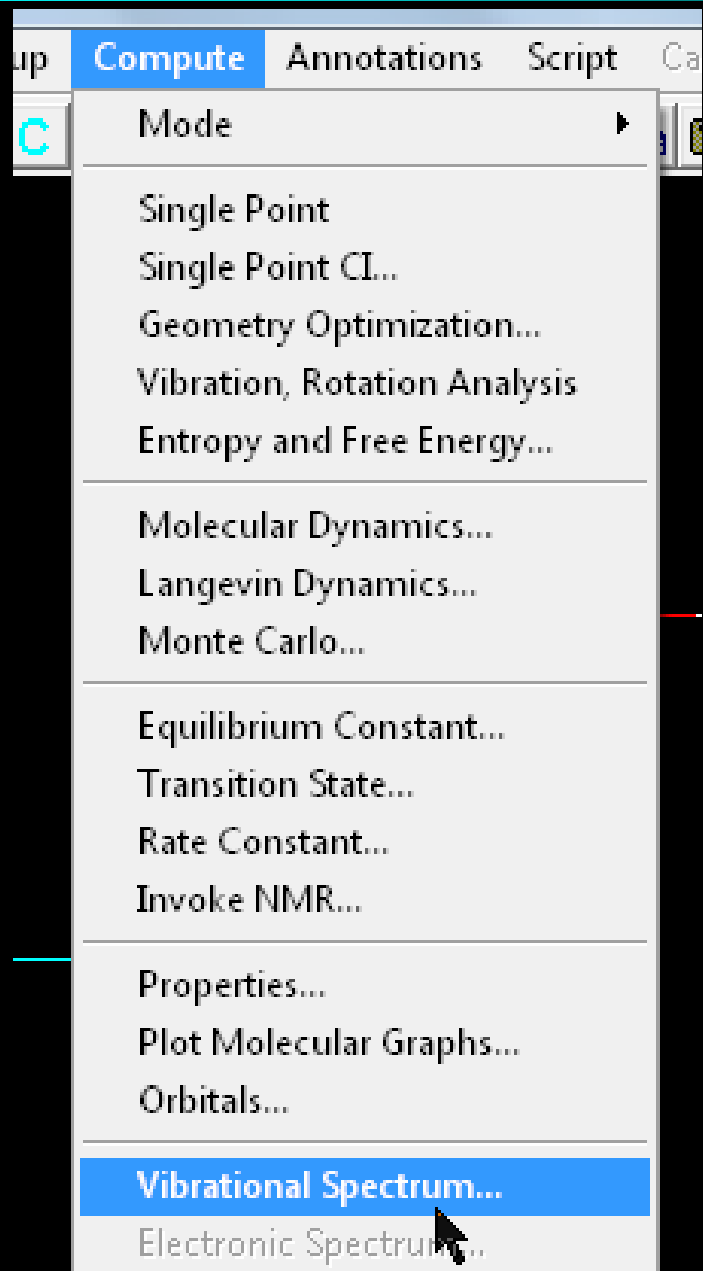 up Compute Annotations Script Ca
C
Mode
Single Point
Single Point CI...
Geometry Optimization...
Vibration, Rotation Analysis
Entropy and Free Energy...
Molecular Dynamics...
Langevin Dynamics...
Monte Carlo...
Equilibrium Constant...
Transition State...
Rate Constant...
Invoke NMR...
Properties...
Plot Molecular Graphs...
Orbitals...
Vibrational Spectrum...
Electronic Spectrum...